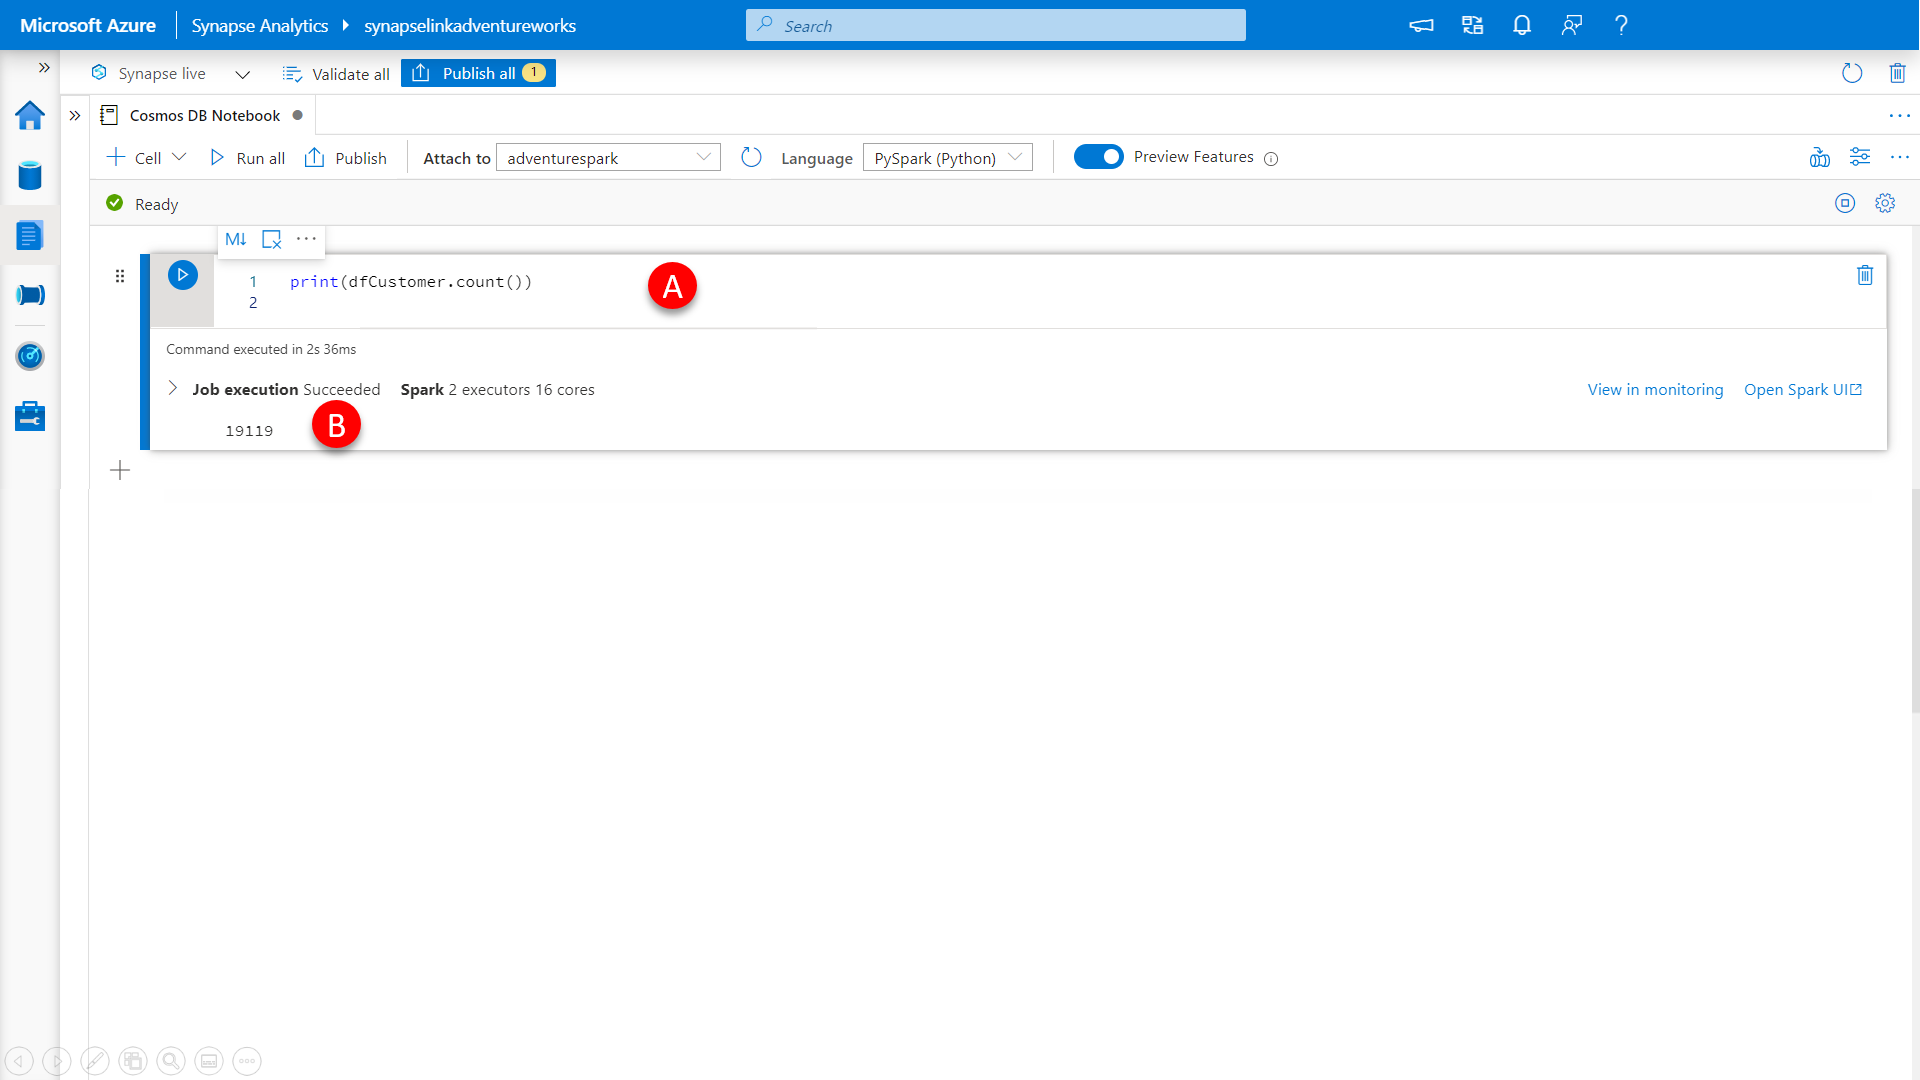 Microsoft Azure Synapse Analytics synapselinkadventureworks Search ?
Synapse live Validate all Publish all 1
Cosmos DB Notebook
Cell Run all Publish Attach to adventurespark Language PySpark (Python) Preview Features
Ready
M↓
1 print(dfCustomer.count()) A
2
Command executed in 2s 36ms
Job execution Succeeded Spark 2 executors 16 cores View in monitoring Open Spark UI
19119 B